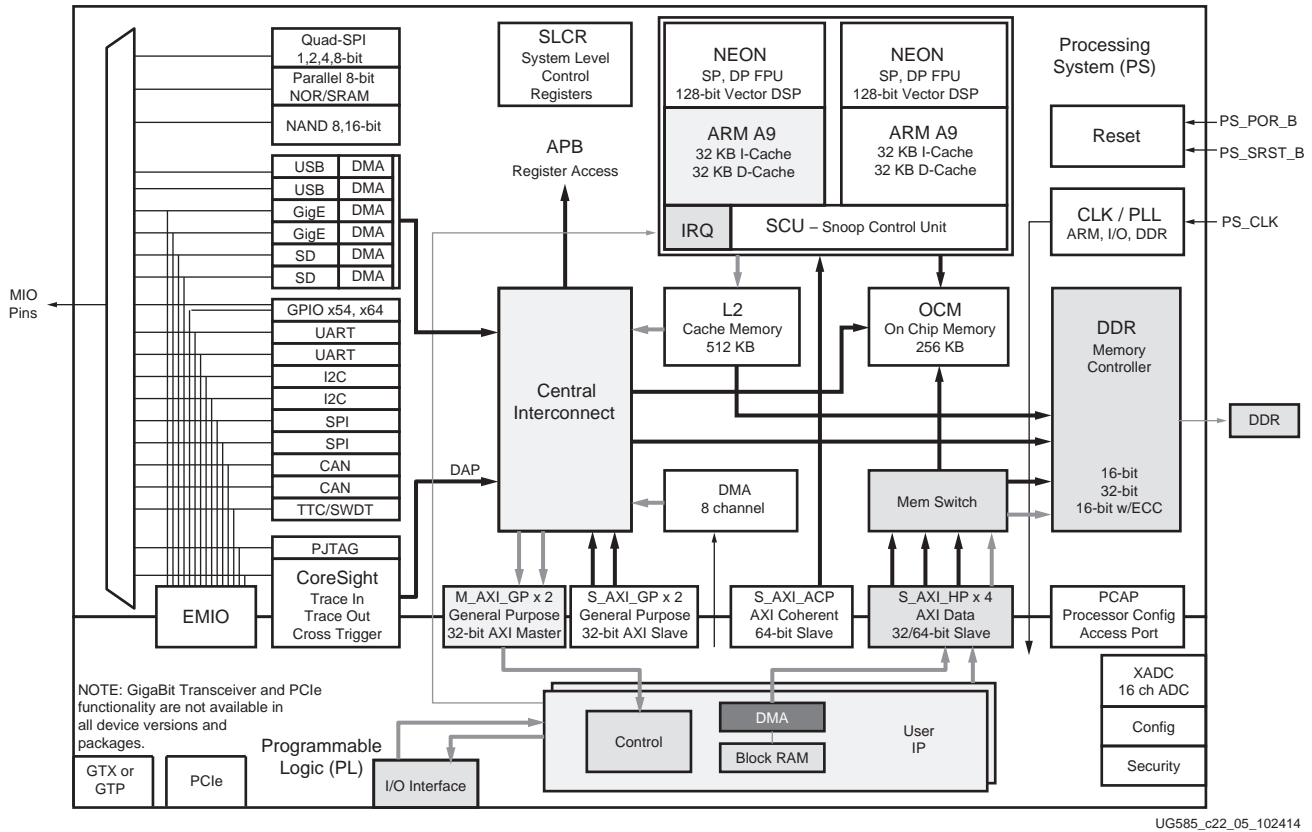 Quad-SPI
1,2,4,8-bit
Parallel 8-bit
NOR/SRAM
NAND 8,16-bit
USB DMA
USB DMA
GigE DMA
GigE DMA
SD DMA
SD DMA
MIO
Pins
GPIO x54, x64
UART
UART
I2C
I2C
SPI
SPI
CAN
CAN
TTC/SWDT
PJTAG
CoreSight
Trace In
Trace Out
Cross Trigger
EMIO
SLCR
System Level
Control
Registers
APB
Register Access
NEON
SP, DP FPU
128-bit Vector DSP
ARM A9
32 KB I-Cache
32 KB D-Cache
NEON
SP, DP FPU
128-bit Vector DSP
ARM A9
32 KB I-Cache
32 KB D-Cache
IRQ
SCU – Snoop Control Unit
Processing
System (PS)
Reset
PS_POR_B
PS_SRST_B
CLK / PLL
ARM, I/O, DDR
PS_CLK
L2
Cache Memory
512 KB
OCM
On Chip Memory
256 KB
DDR
Memory
Controller
16-bit
32-bit
16-bit w/ECC
DDR
Central
Interconnect
DAP
DMA
8 channel
Mem Switch
M_AXI_GP x 2
General Purpose
32-bit AXI Master
S_AXI_GP x 2
General Purpose
32-bit AXI Slave
S_AXI_ACP
AXI Coherent
64-bit Slave
S_AXI_HP x 4
AXI Data
32/64-bit Slave
PCAP
Processor Config
Access Port
XADC
16 ch ADC
Config
Security
NOTE: GigaBit Transceiver and PCIe
functionality are not available in
all device versions and
packages.
GTX or
GTP
PCIe
Programmable
Logic (PL)
I/O Interface
Control
DMA
Block RAM
User
IP
UG585_c22_05_102414